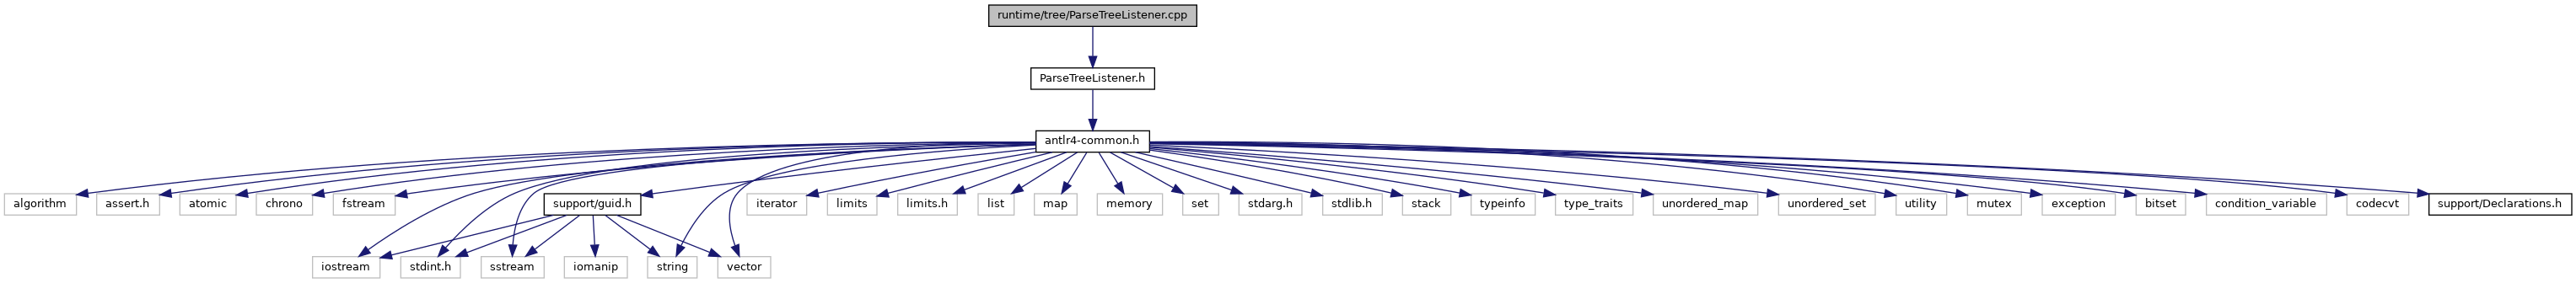 runtime/tree/ParseTreeListener.cpp
ParseTreeListener.h
antlr4-common.h
algorithm
assert.h
atomic
chrono
fstream
support/guid.h
iterator
limits
limits.h
list
map
memory
set
stdarg.h
stdlib.h
stack
typeinfo
type_traits
unordered_map
unordered_set
utility
mutex
exception
bitset
condition_variable
codecvt
support/Declarations.h
iostream
stdint.h
sstream
iomanip
string
vector